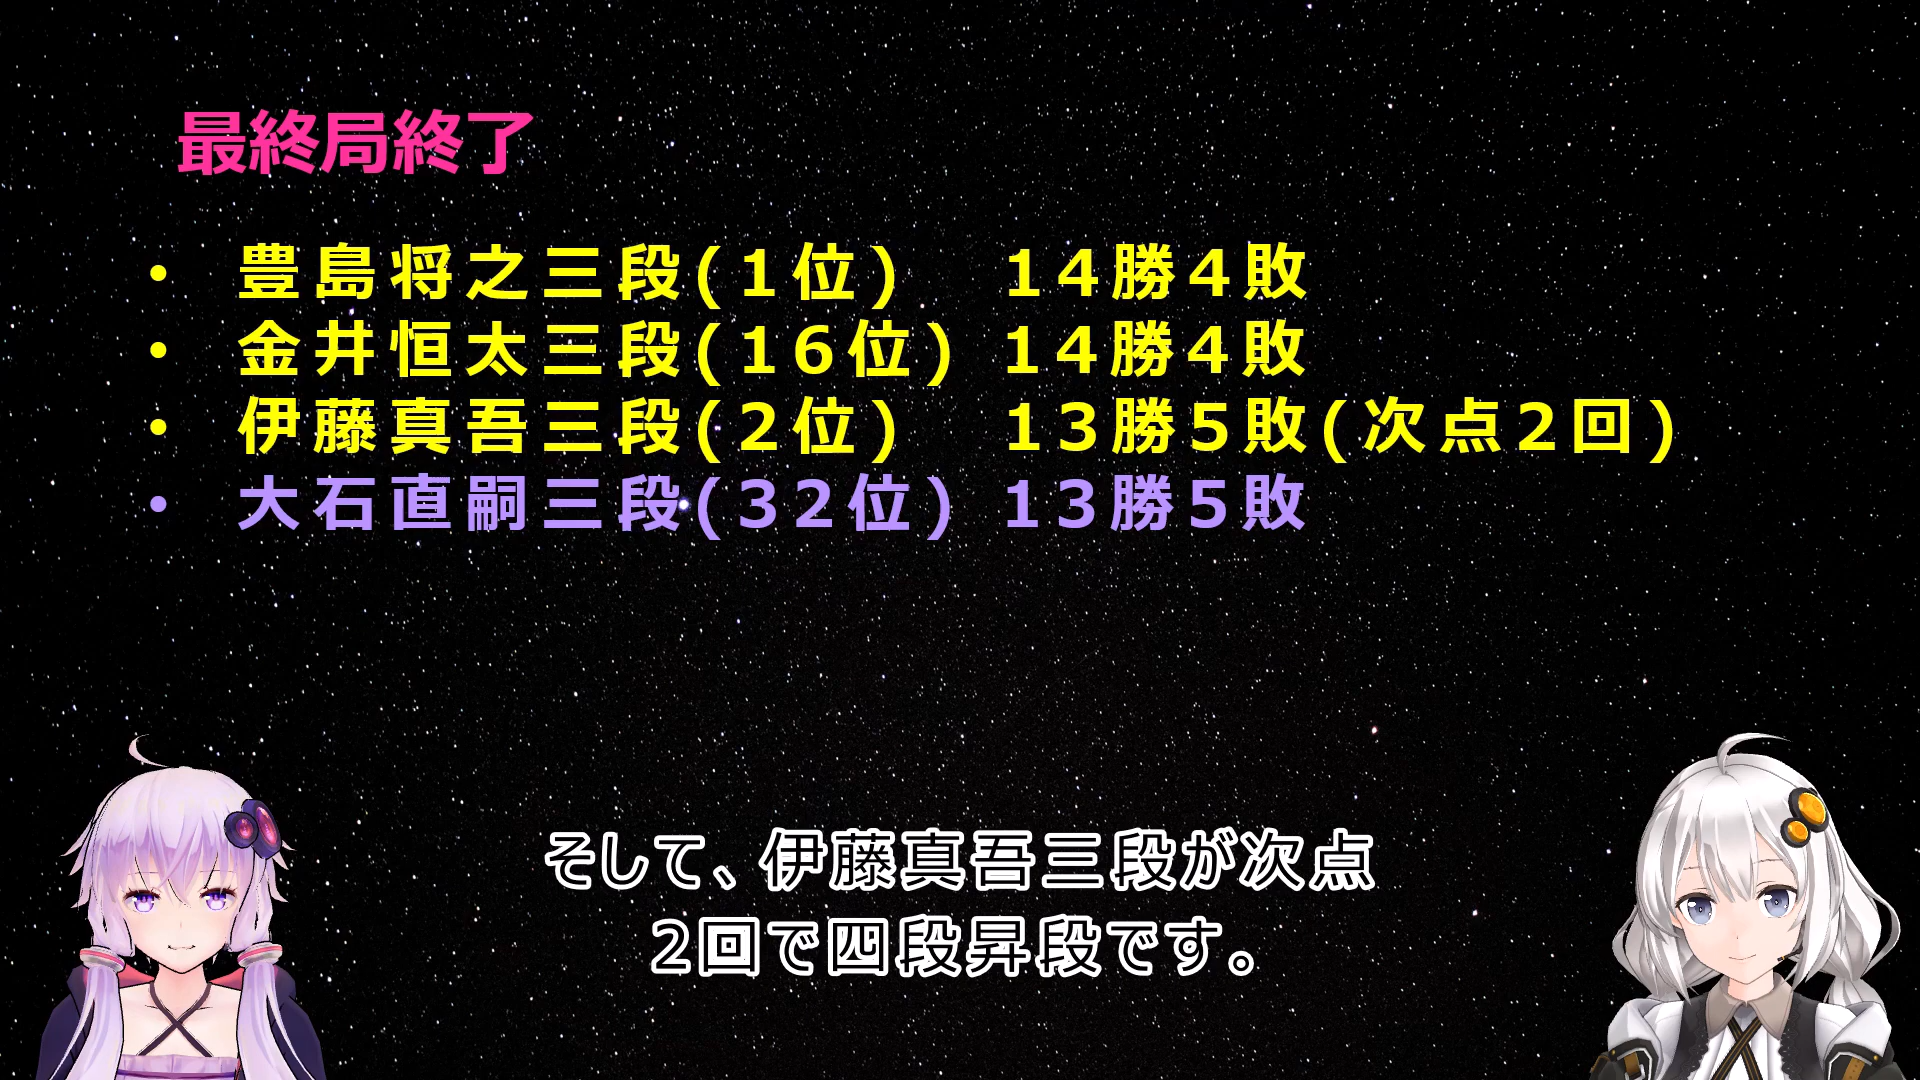 最終局終了
• 豊島将之三段(1位) 14勝4敗
• 金井恒太三段(16位) 14勝4敗
• 伊藤真吾三段(2位) 13勝5敗(次点2回)
• 大石直嗣三段(32位) 13勝5敗
そして、伊藤真吾三段が次点
2回で四段昇段です。